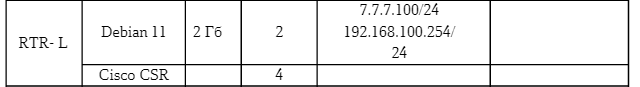 RTR- L
Debian 11
2 Гб
2
7.7.7.100/24
192.168.100.254/
24
Cisco CSR
4